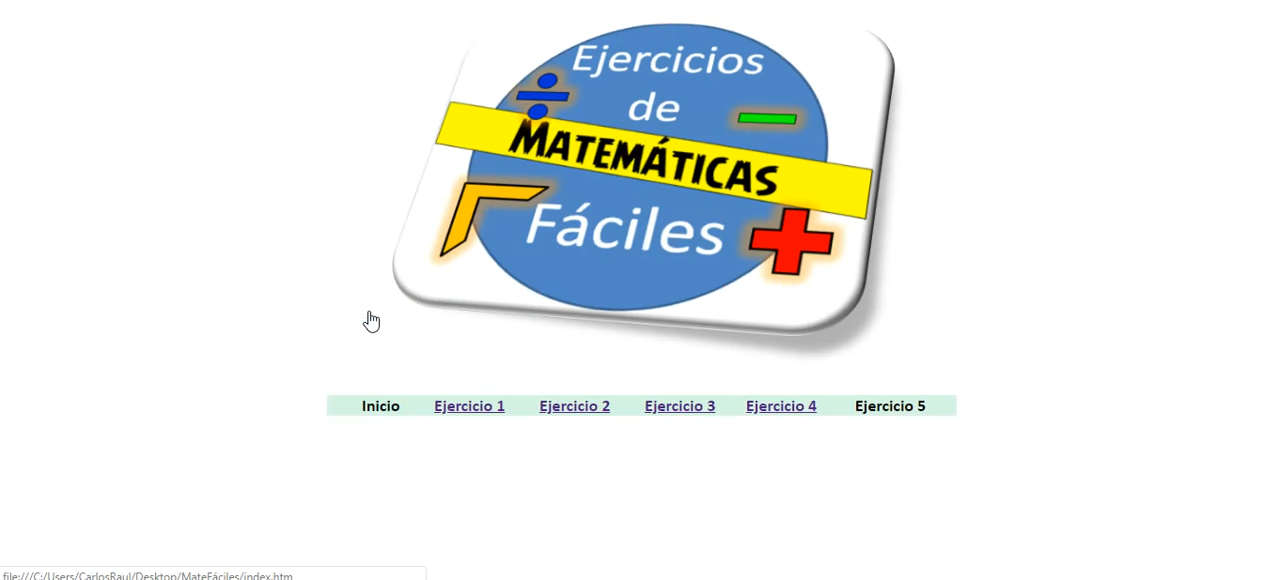 Ejercicios
de
MATEMÁTICAS
Fáciles
Inicio Ejercicio 1 Ejercicio 2 Ejercicio 3 Ejercicio 4 Ejercicio 5
file:///C:/Users/CarlosRaul/Desktop/MateFáciles/index.htm